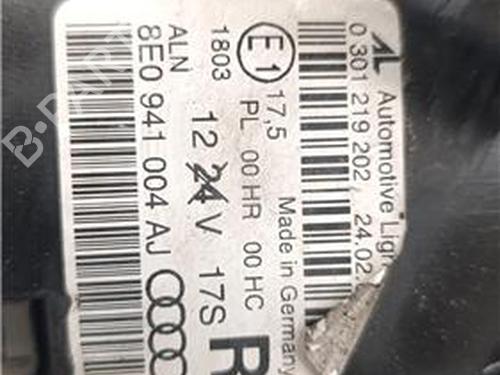 AL Automotive Ligh
0 301 219 202 24.02.
E1 17,5 Made in Germany
1803 PL 00 HR 00 HC
12 24 V 17S R
ALN
8E0 941 004 AJ
B-PARTS